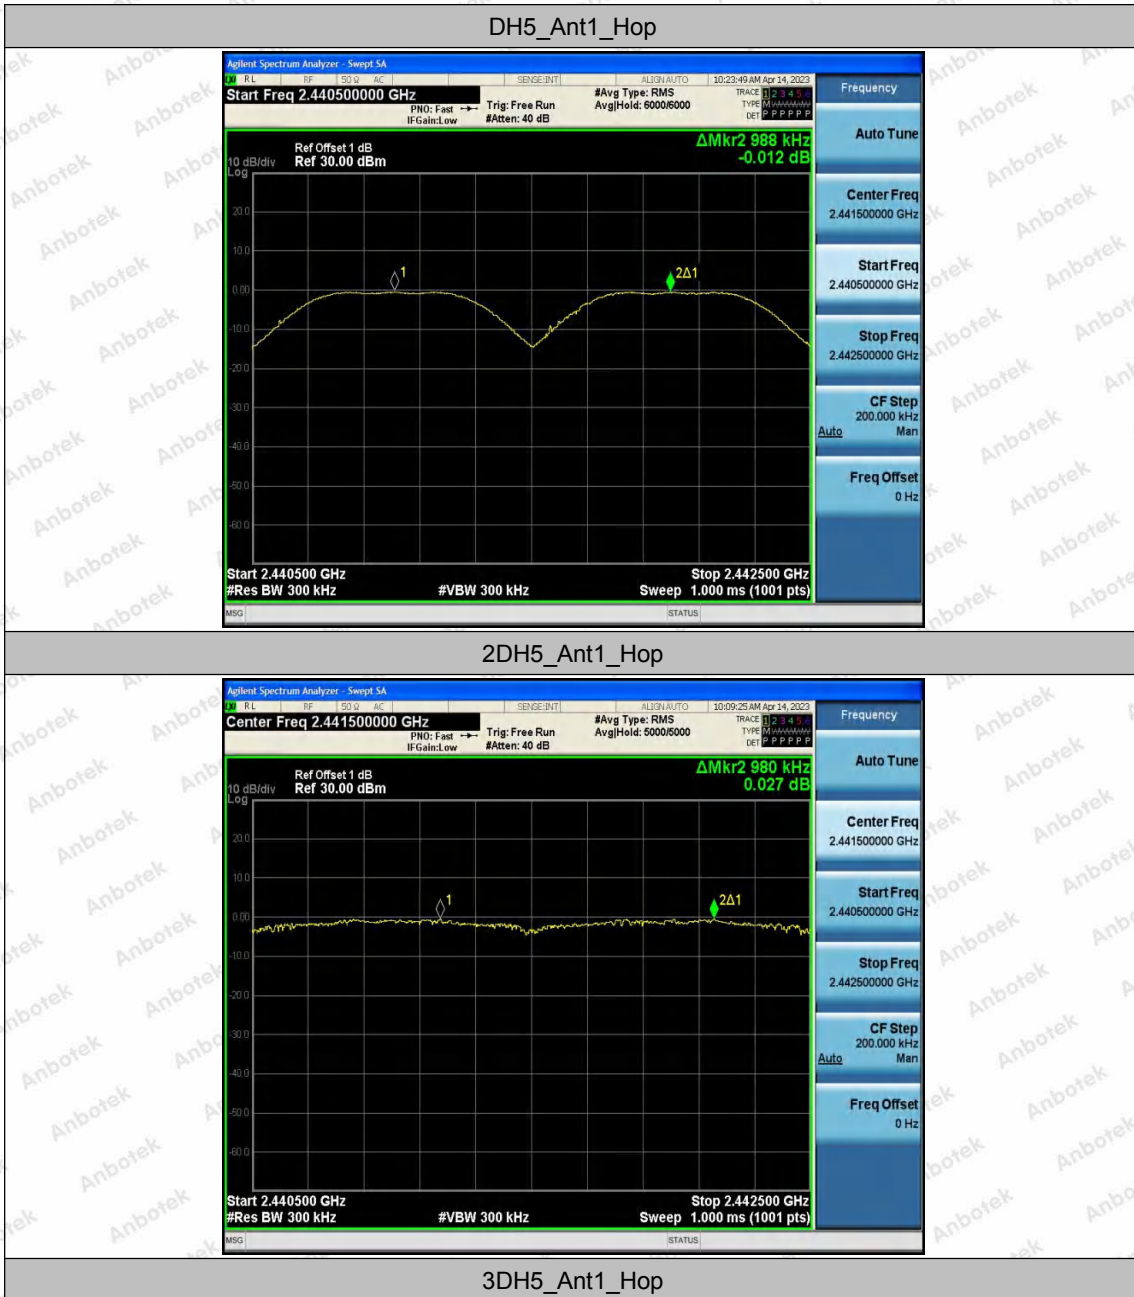 DH5_Ant1_Hop
Agilent Spectrum Analyzer - Swept SA
RL RF 50 Ω AC SENSE:INT ALIGN AUTO 10:23:49 AM Apr 14, 2023
Start Freq 2.440500000 GHz
PNO: Fast
IFGain:Low
Trig: Free Run
#Atten: 40 dB
#Avg Type: RMS
Avg|Hold: 6000/6000
TRACE 1 2 3 4 5 6
TYPE M
DET P P P P P P
Frequency
Auto Tune
Ref Offset 1 dB
10 dB/div Ref 30.00 dBm
Log
ΔMkr2 988 kHz
-0.012 dB
20.0
10.0
0.00
-10.0
-20.0
-30.0
-40.0
-50.0
-60.0
1
2Δ1
Center Freq
2.441500000 GHz
Start Freq
2.440500000 GHz
Stop Freq
2.442500000 GHz
CF Step
200.000 kHz
Auto Man
Freq Offset
0 Hz
Start 2.440500 GHz Stop 2.442500 GHz
#Res BW 300 kHz #VBW 300 kHz Sweep 1.000 ms (1001 pts)
MSG STATUS
2DH5_Ant1_Hop
Agilent Spectrum Analyzer - Swept SA
RL RF 50 Ω AC SENSE:INT ALIGN AUTO 10:09:25 AM Apr 14, 2023
Center Freq 2.441500000 GHz
PNO: Fast
IFGain:Low
Trig: Free Run
#Atten: 40 dB
#Avg Type: RMS
Avg|Hold: 5000/5000
TRACE 1 2 3 4 5 6
TYPE M
DET P P P P P P
Frequency
Auto Tune
Ref Offset 1 dB
10 dB/div Ref 30.00 dBm
Log
ΔMkr2 980 kHz
0.027 dB
20.0
10.0
0.00
-10.0
-20.0
-30.0
-40.0
-50.0
-60.0
1
2Δ1
Center Freq
2.441500000 GHz
Start Freq
2.440500000 GHz
Stop Freq
2.442500000 GHz
CF Step
200.000 kHz
Auto Man
Freq Offset
0 Hz
Start 2.440500 GHz Stop 2.442500 GHz
#Res BW 300 kHz #VBW 300 kHz Sweep 1.000 ms (1001 pts)
MSG STATUS
3DH5_Ant1_Hop